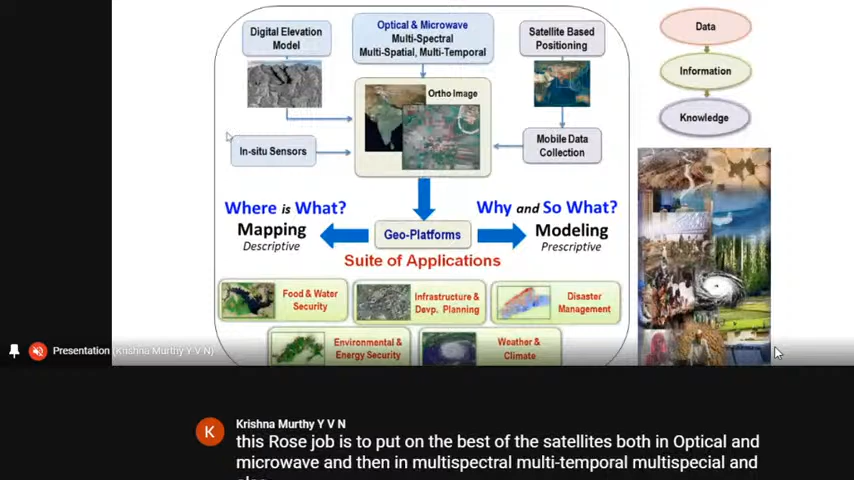 Digital Elevation
Model
Optical & Microwave
Multi-Spectral
Multi-Spatial, Multi-Temporal
Satellite Based
Positioning
Data
Information
Knowledge
Ortho Image
In-situ Sensors
Mobile Data
Collection
Where is What?
Mapping
Descriptive
Geo-Platforms
Why and So What?
Modeling
Prescriptive
Suite of Applications
Food & Water
Security
Infrastructure &
Devp. Planning
Disaster
Management
Environmental &
Energy Security
Weather &
Climate
Presentation (Krishna Murthy Y V N)
K
Krishna Murthy Y V N
this Rose job is to put on the best of the satellites both in Optical and
microwave and then in multispectral multi-temporal multispecial and